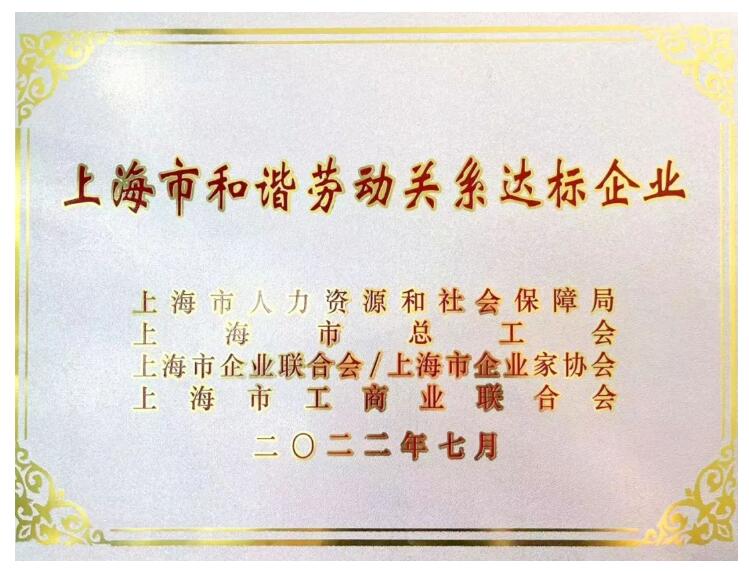 上海市和谐劳动关系达标企业
上海市人力资源和社会保障局
上海市总工会
上海市企业联合会/上海市企业家协会
上海市工商业联合会
二〇二二年七月